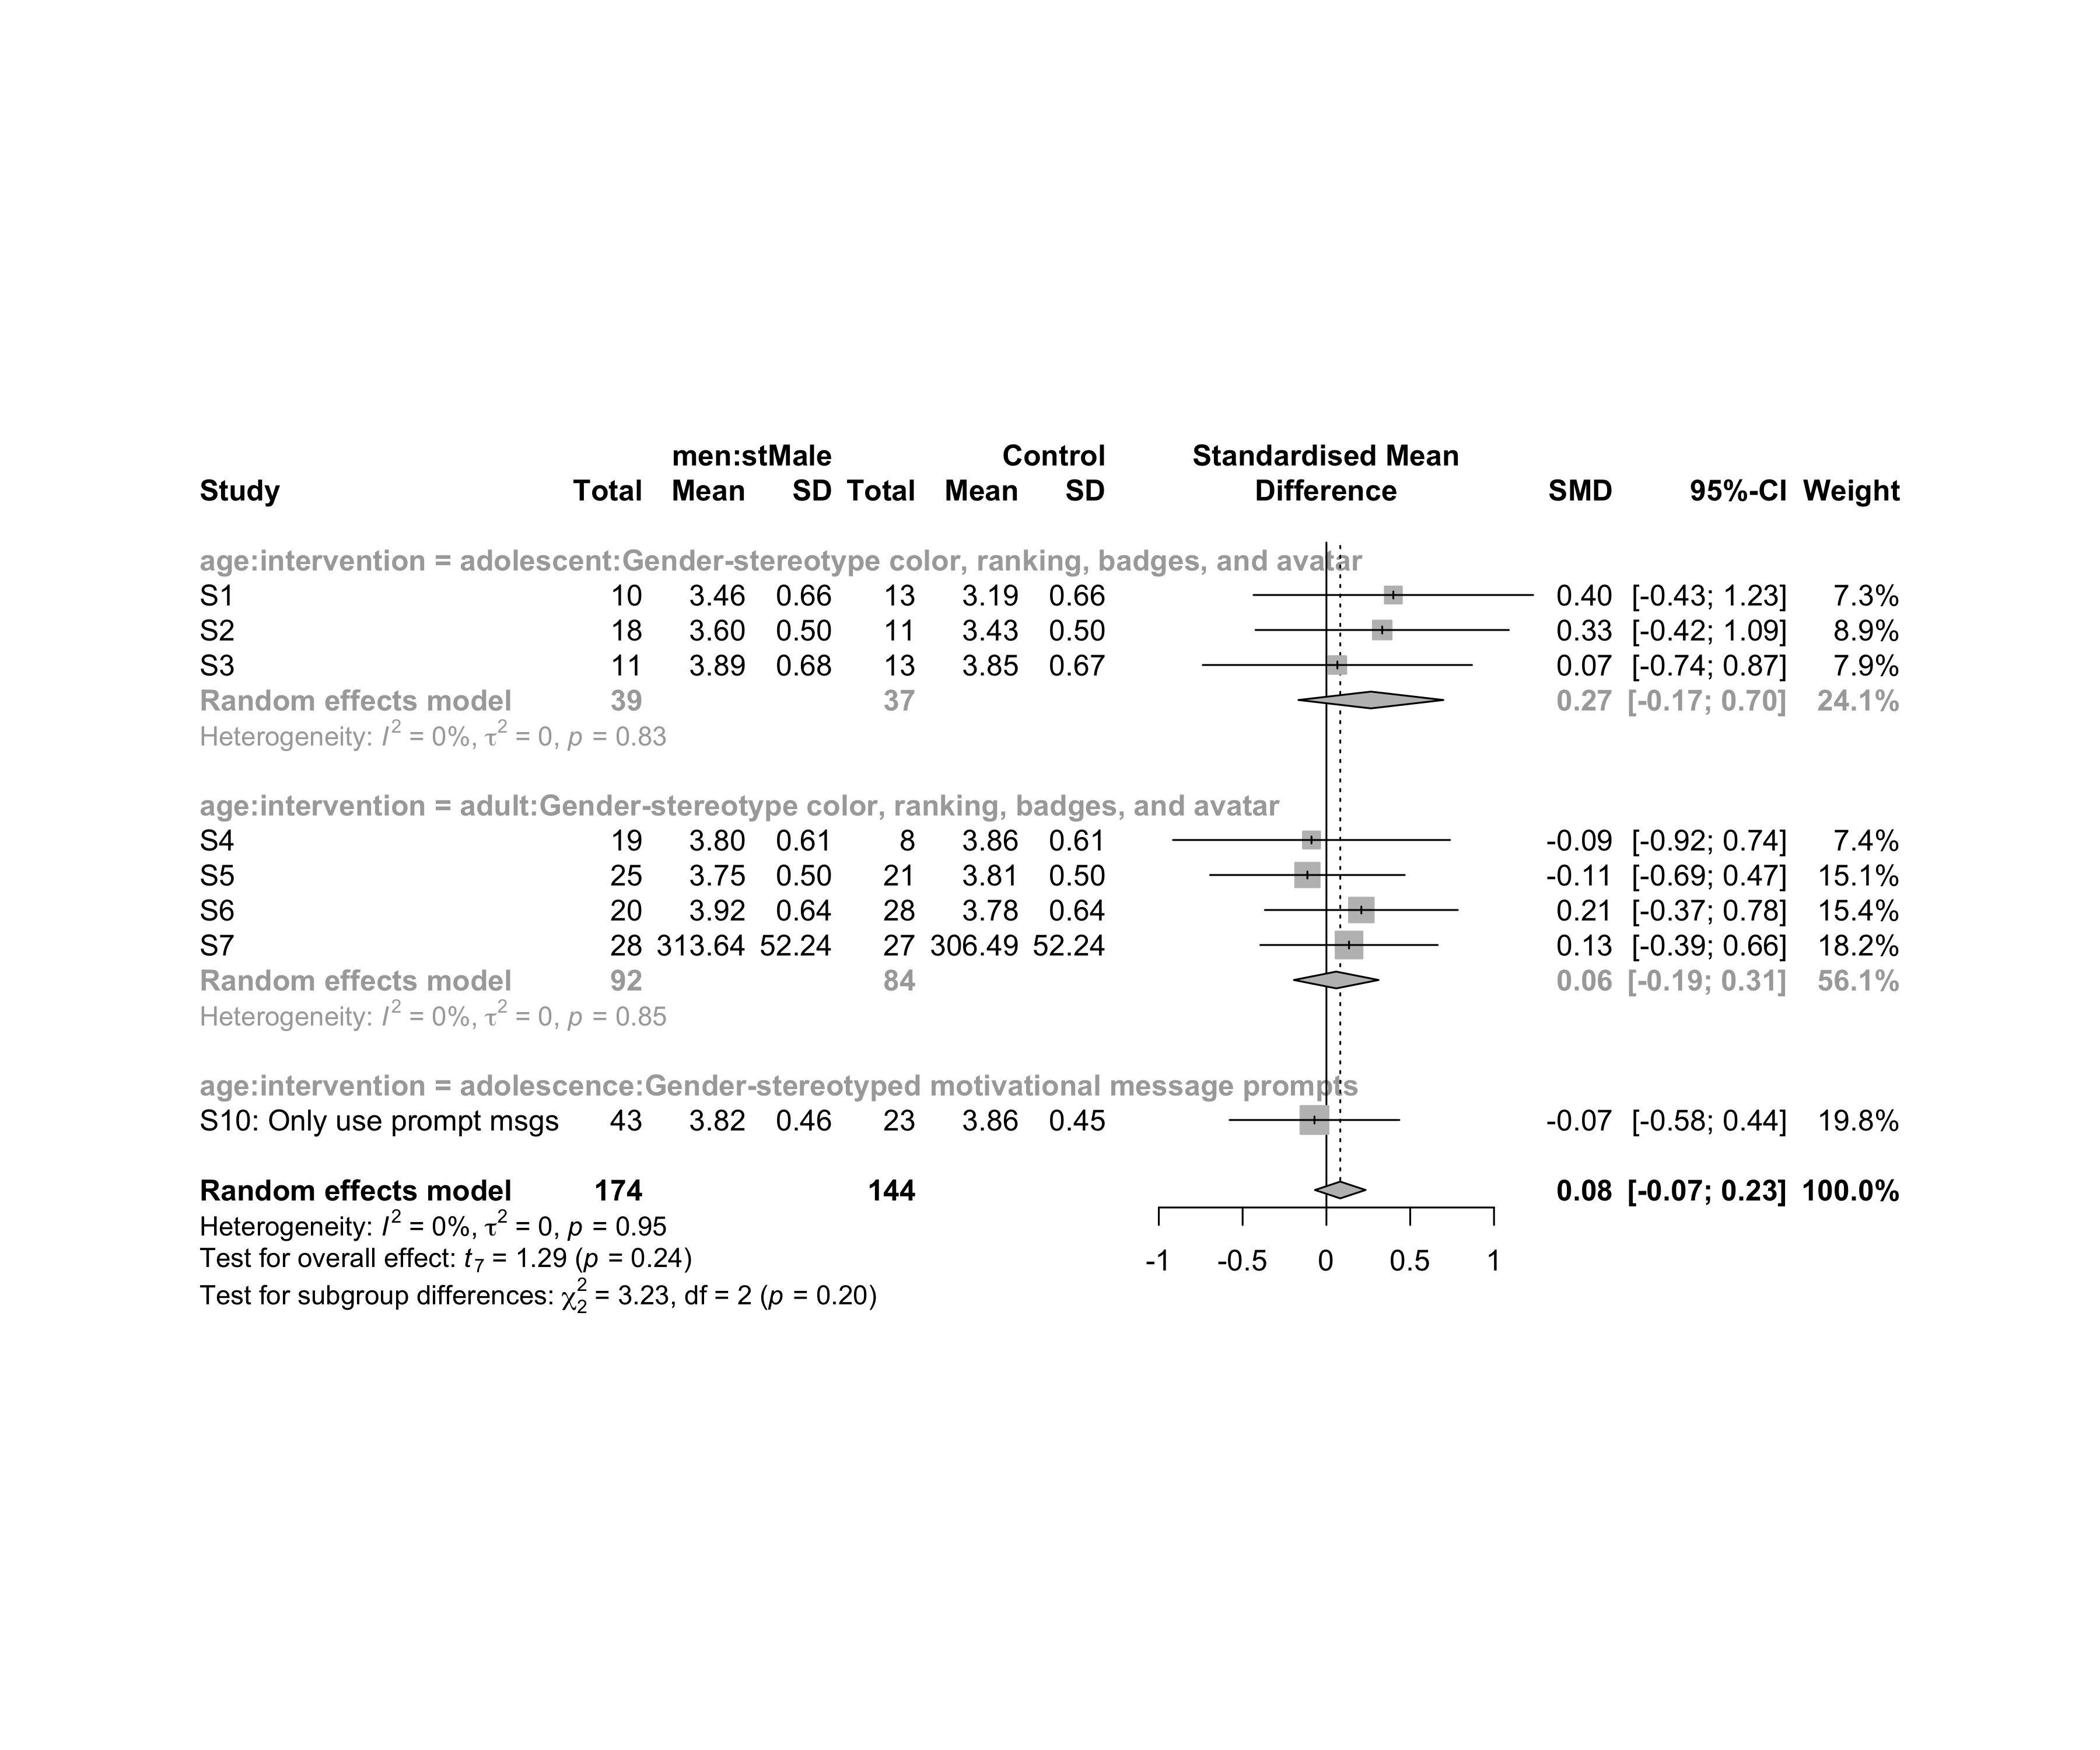 men:stMale Control Standardised Mean
Study Total Mean SD Total Mean SD Difference SMD 95%-CI Weight
age:intervention = adolescent:Gender-stereotype color, ranking, badges, and avatar
S1 10 3.46 0.66 13 3.19 0.66 0.40 [-0.43; 1.23] 7.3%
S2 18 3.60 0.50 11 3.43 0.50 0.33 [-0.42; 1.09] 8.9%
S3 11 3.89 0.68 13 3.85 0.67 0.07 [-0.74; 0.87] 7.9%
Random effects model 39 37 0.27 [-0.17; 0.70] 24.1%
Heterogeneity: I² = 0%, τ² = 0, p = 0.83
age:intervention = adult:Gender-stereotype color, ranking, badges, and avatar
S4 19 3.80 0.61 8 3.86 0.61 -0.09 [-0.92; 0.74] 7.4%
S5 25 3.75 0.50 21 3.81 0.50 -0.11 [-0.69; 0.47] 15.1%
S6 20 3.92 0.64 28 3.78 0.64 0.21 [-0.37; 0.78] 15.4%
S7 28 313.64 52.24 27 306.49 52.24 0.13 [-0.39; 0.66] 18.2%
Random effects model 92 84 0.06 [-0.19; 0.31] 56.1%
Heterogeneity: I² = 0%, τ² = 0, p = 0.85
age:intervention = adolescence:Gender-stereotyped motivational message prompts
S10: Only use prompt msgs 43 3.82 0.46 23 3.86 0.45 -0.07 [-0.58; 0.44] 19.8%
Random effects model 174 144 0.08 [-0.07; 0.23] 100.0%
Heterogeneity: I² = 0%, τ² = 0, p = 0.95
Test for overall effect: t₇ = 1.29 (p = 0.24)
-1 -0.5 0 0.5 1
Test for subgroup differences: χ²₂ = 3.23, df = 2 (p = 0.20)